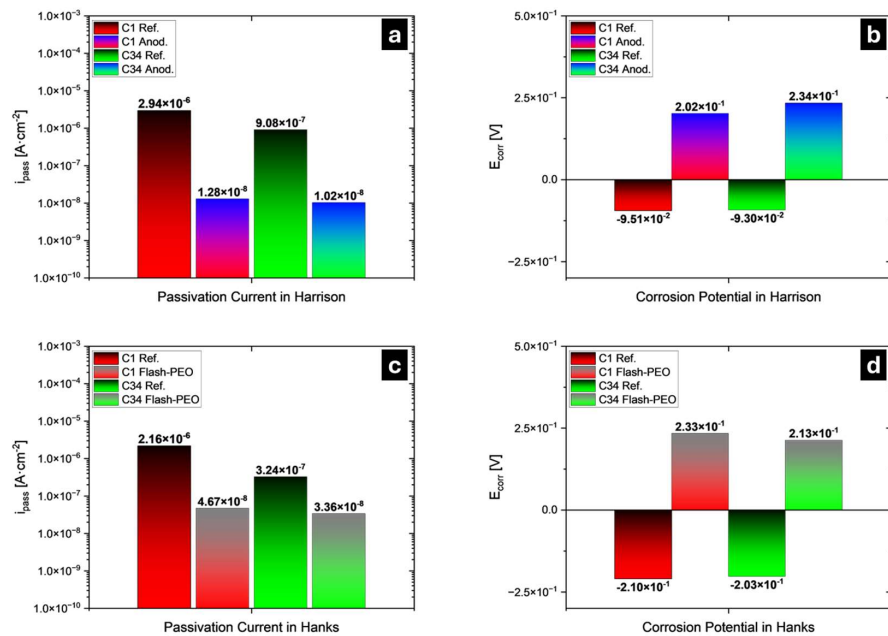 a
1.0×10⁻³
1.0×10⁻⁴
1.0×10⁻⁵
1.0×10⁻⁶
1.0×10⁻⁷
1.0×10⁻⁸
1.0×10⁻⁹
1.0×10⁻¹⁰
i_pass [A·cm⁻²]
C1 Ref.
C1 Anod.
C34 Ref.
C34 Anod.
2.94×10⁻⁶
1.28×10⁻⁸
9.08×10⁻⁷
1.02×10⁻⁸
Passivation Current in Harrison
b
5.0×10⁻¹
2.5×10⁻¹
0.0
−2.5×10⁻¹
E_corr [V]
C1 Ref.
C1 Anod.
C34 Ref.
C34 Anod.
-9.51×10⁻²
2.02×10⁻¹
-9.30×10⁻²
2.34×10⁻¹
Corrosion Potential in Harrison
c
1.0×10⁻³
1.0×10⁻⁴
1.0×10⁻⁵
1.0×10⁻⁶
1.0×10⁻⁷
1.0×10⁻⁸
1.0×10⁻⁹
1.0×10⁻¹⁰
i_pass [A·cm⁻²]
C1 Ref.
C1 Flash-PEO
C34 Ref.
C34 Flash-PEO
2.16×10⁻⁶
4.67×10⁻⁸
3.24×10⁻⁷
3.36×10⁻⁸
Passivation Current in Hanks
d
5.0×10⁻¹
2.5×10⁻¹
0.0
−2.5×10⁻¹
E_corr [V]
C1 Ref.
C1 Flash-PEO
C34 Ref.
C34 Flash-PEO
-2.10×10⁻¹
2.33×10⁻¹
-2.03×10⁻¹
2.13×10⁻¹
Corrosion Potential in Hanks